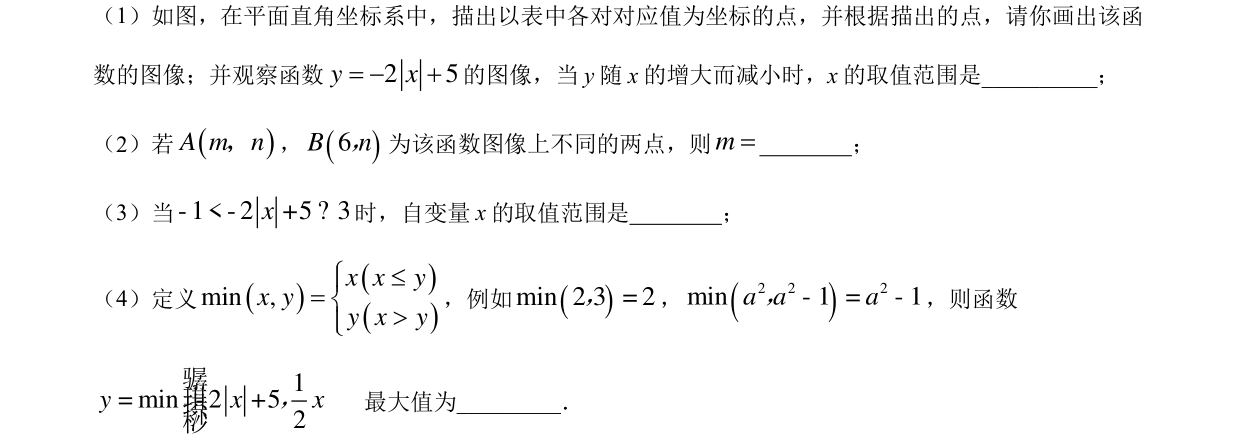 （1）如图，在平面直角坐标系中，描出以表中各对对应值为坐标的点，并根据描出的点，请你画出该函
数的图像；并观察函数 y = −2|x| + 5 的图像，当 y 随 x 的增大而减小时，x 的取值范围是__________；
（2）若 A(m, n)， B(6,n) 为该函数图像上不同的两点，则 m = ________；
（3）当 - 1 < - 2|x| +5 ? 3 时，自变量 x 的取值范围是________；
（4）定义 min(x, y) = { x(x ≤ y) y(x > y)，例如 min(2,3) = 2， min(a²,a² - 1) = a² - 1，则函数
y = min 2|x| +5, 1/2 x 最大值为_________．